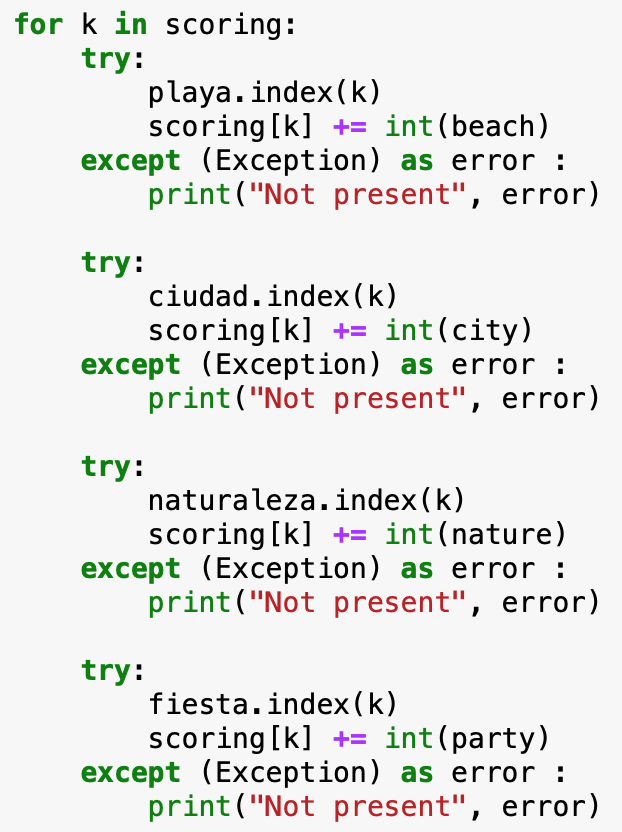 for k in scoring:
    try:
        playa.index(k)
        scoring[k] += int(beach)
    except (Exception) as error :
        print("Not present", error)

    try:
        ciudad.index(k)
        scoring[k] += int(city)
    except (Exception) as error :
        print("Not present", error)

    try:
        naturaleza.index(k)
        scoring[k] += int(nature)
    except (Exception) as error :
        print("Not present", error)

    try:
        fiesta.index(k)
        scoring[k] += int(party)
    except (Exception) as error :
        print("Not present", error)